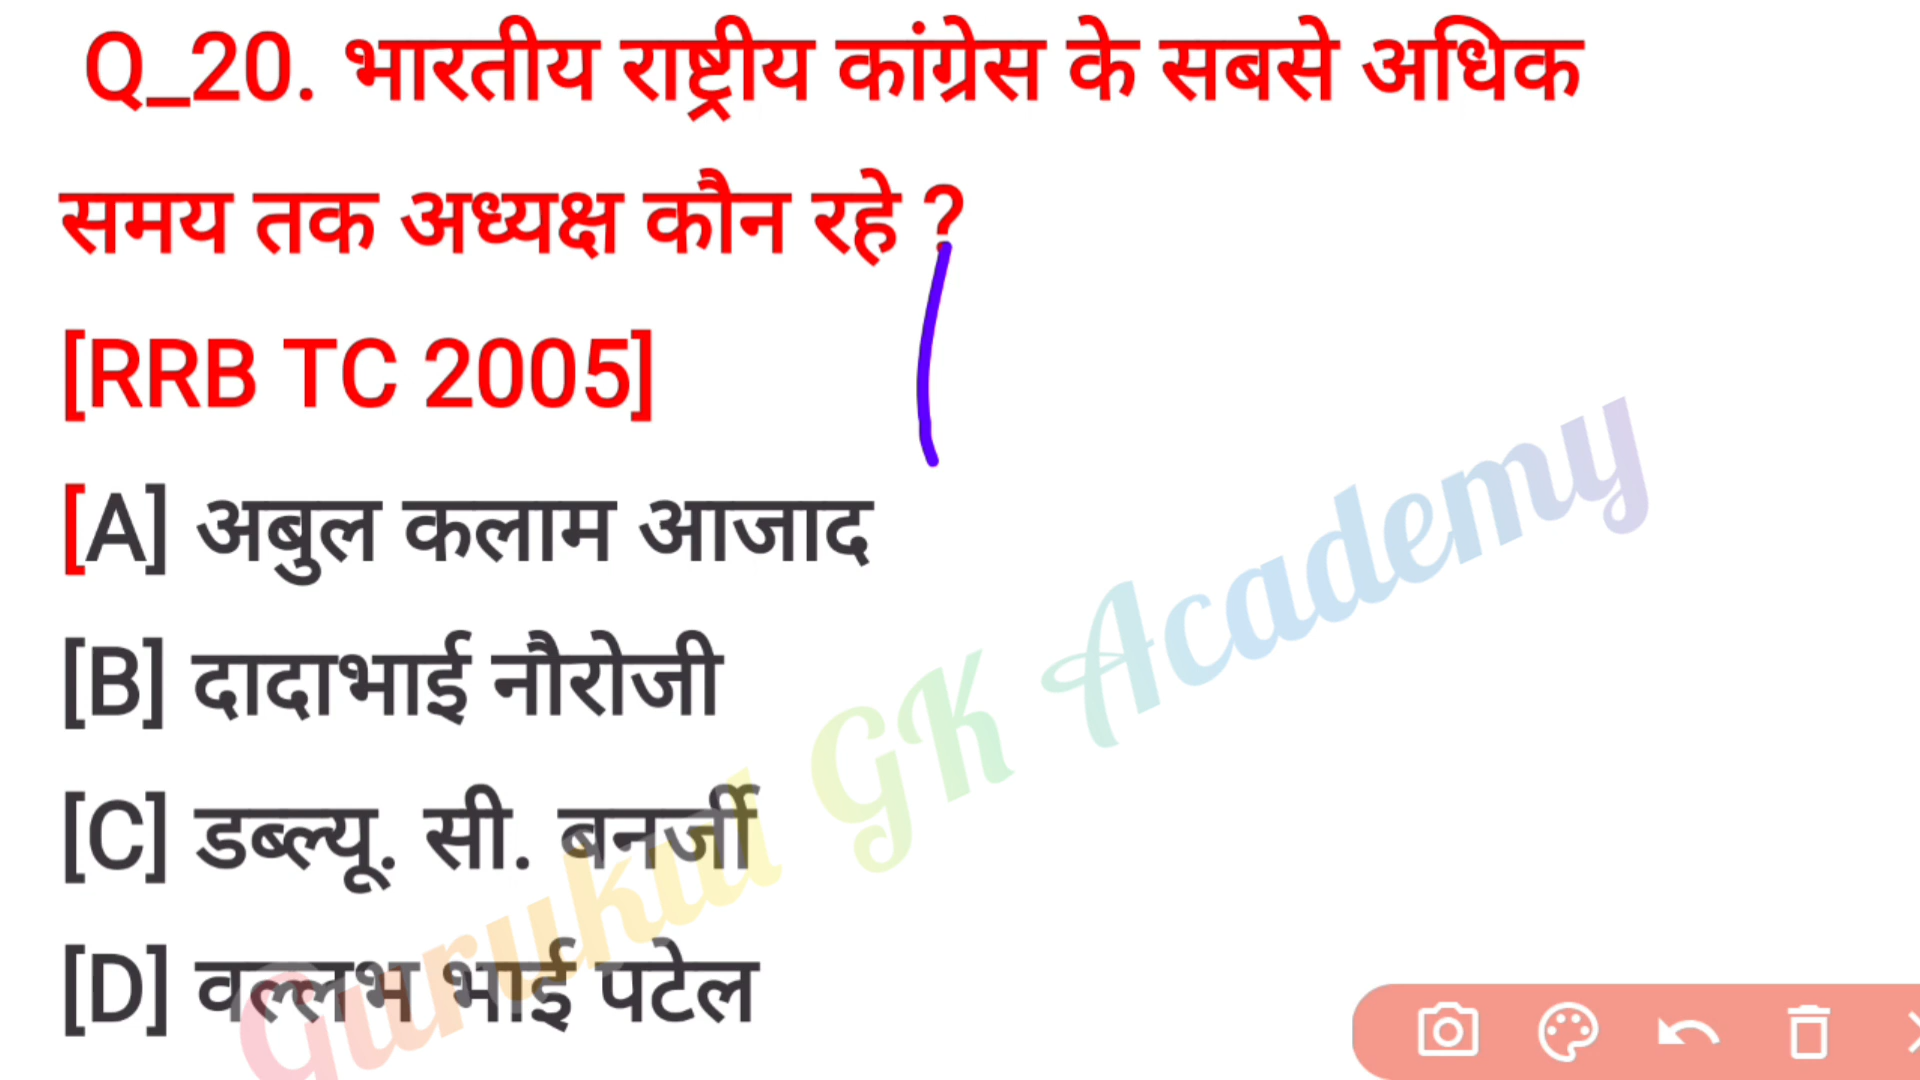 Q_20. भारतीय राष्ट्रीय कांग्रेस के सबसे अधिक
समय तक अध्यक्ष कौन रहे ?
[RRB TC 2005]
[A] अबुल कलाम आजाद
[B] दादाभाई नौरोजी
[C] डब्ल्यू. सी. बनर्जी
[D] वल्लभ भाई पटेल
Gurukul GK Academy